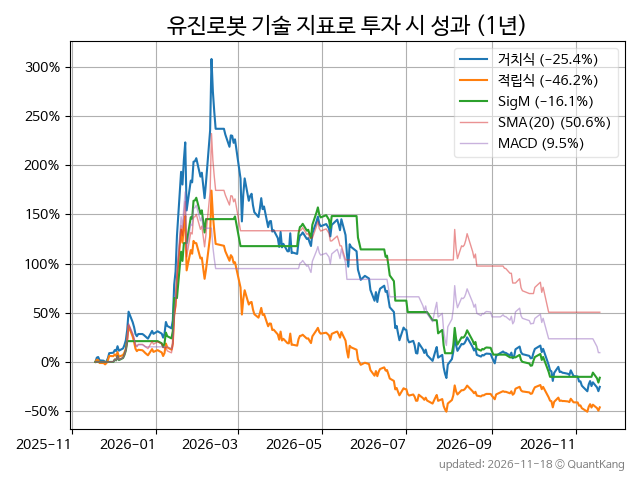 유진로봇 기술 지표로 투자 시 성과 (1년)
거치식 (-25.4%)
적립식 (-46.2%)
SigM (-16.1%)
SMA(20) (50.6%)
MACD (9.5%)
300%
250%
200%
150%
100%
50%
0%
-50%
2025-11 2026-01 2026-03 2026-05 2026-07 2026-09 2026-11
updated: 2026-11-18 © QuantKang